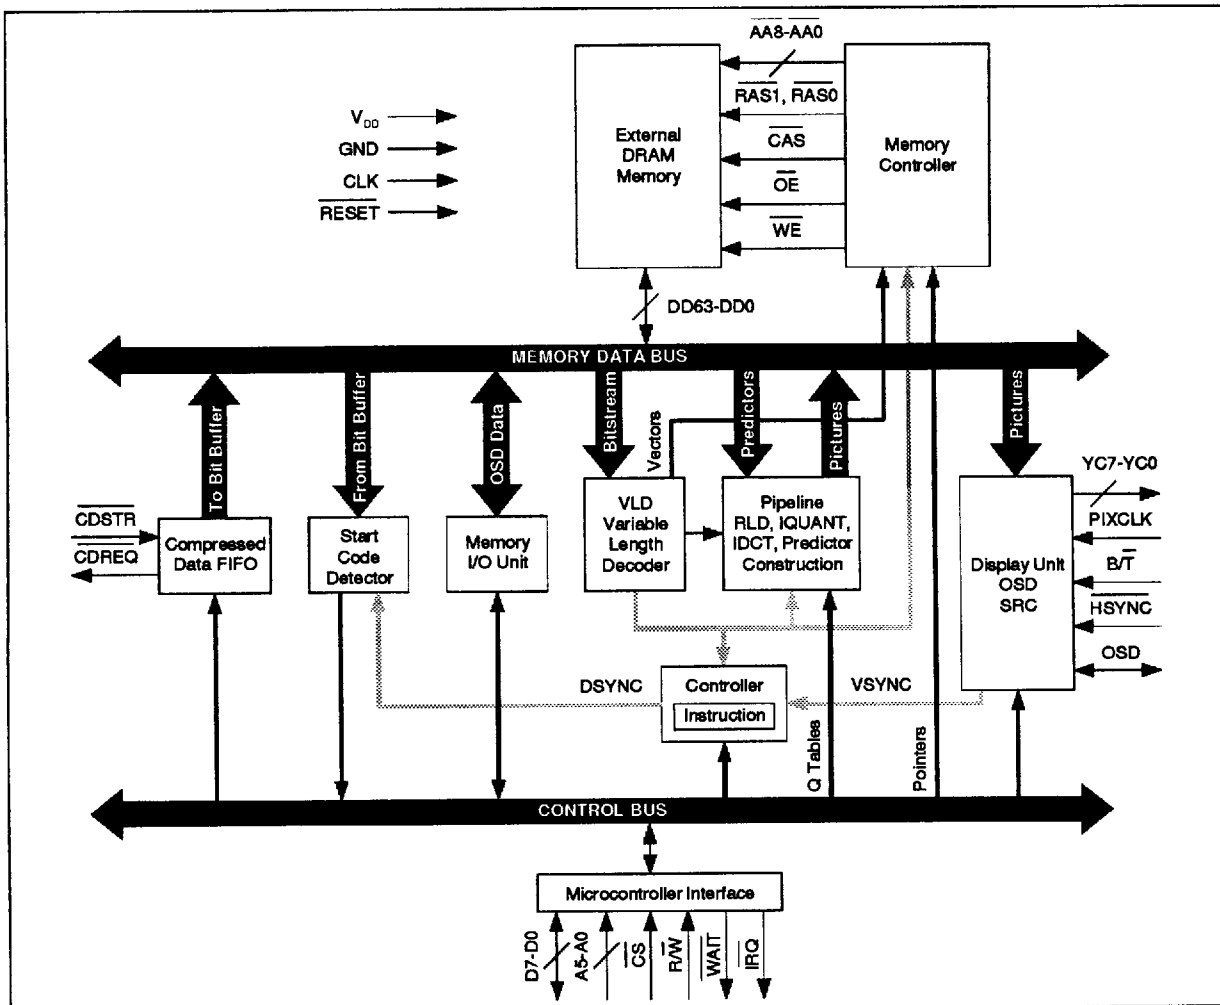 AA8-AA0
RAS1, RAS0
CAS
OE
WE
External
DRAM
Memory
Memory
Controller
VDD
GND
CLK
RESET
DD63-DD0
MEMORY DATA BUS
To Bit Buffer
From Bit Buffer
OSD Data
Bitstream
Vectors
Predictors
Pictures
Pictures
CDSTR
CDREQ
Compressed
Data FIFO
Start
Code
Detector
Memory
I/O Unit
VLD
Variable
Length
Decoder
Pipeline
RLD, IQUANT,
IDCT, Predictor
Construction
Display Unit
OSD
SRC
YC7-YC0
PIXCLK
B/T
HSYNC
OSD
DSYNC
Controller
Instruction
VSYNC
Q Tables
Pointers
CONTROL BUS
Microcontroller Interface
D7-D0
A5-A0
CS
R/W
WAIT
IRQ